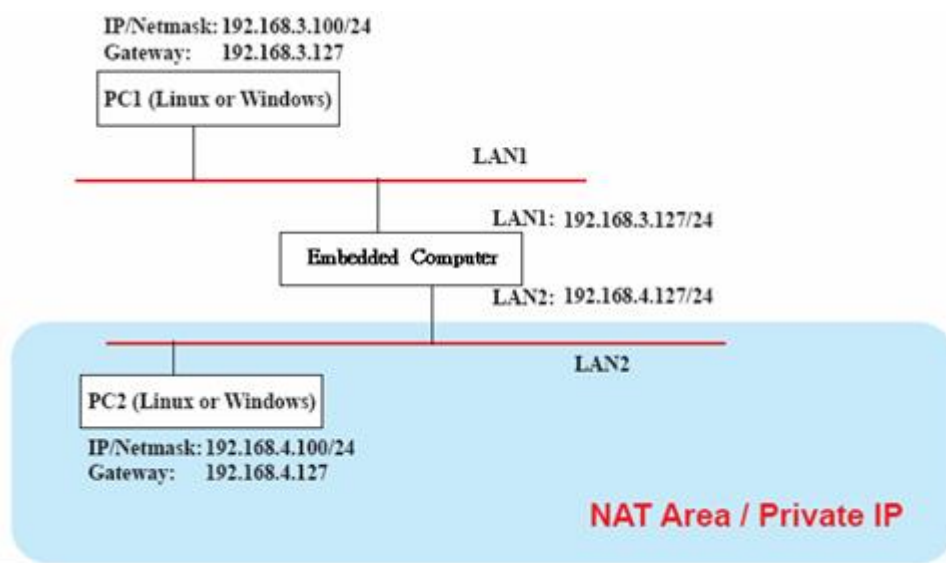 IP/Netmask: 192.168.3.100/24
Gateway: 192.168.3.127
PC1 (Linux or Windows)
LAN1
LAN1: 192.168.3.127/24
Embedded Computer
LAN2: 192.168.4.127/24
LAN2
PC2 (Linux or Windows)
IP/Netmask: 192.168.4.100/24
Gateway: 192.168.4.127
NAT Area / Private IP